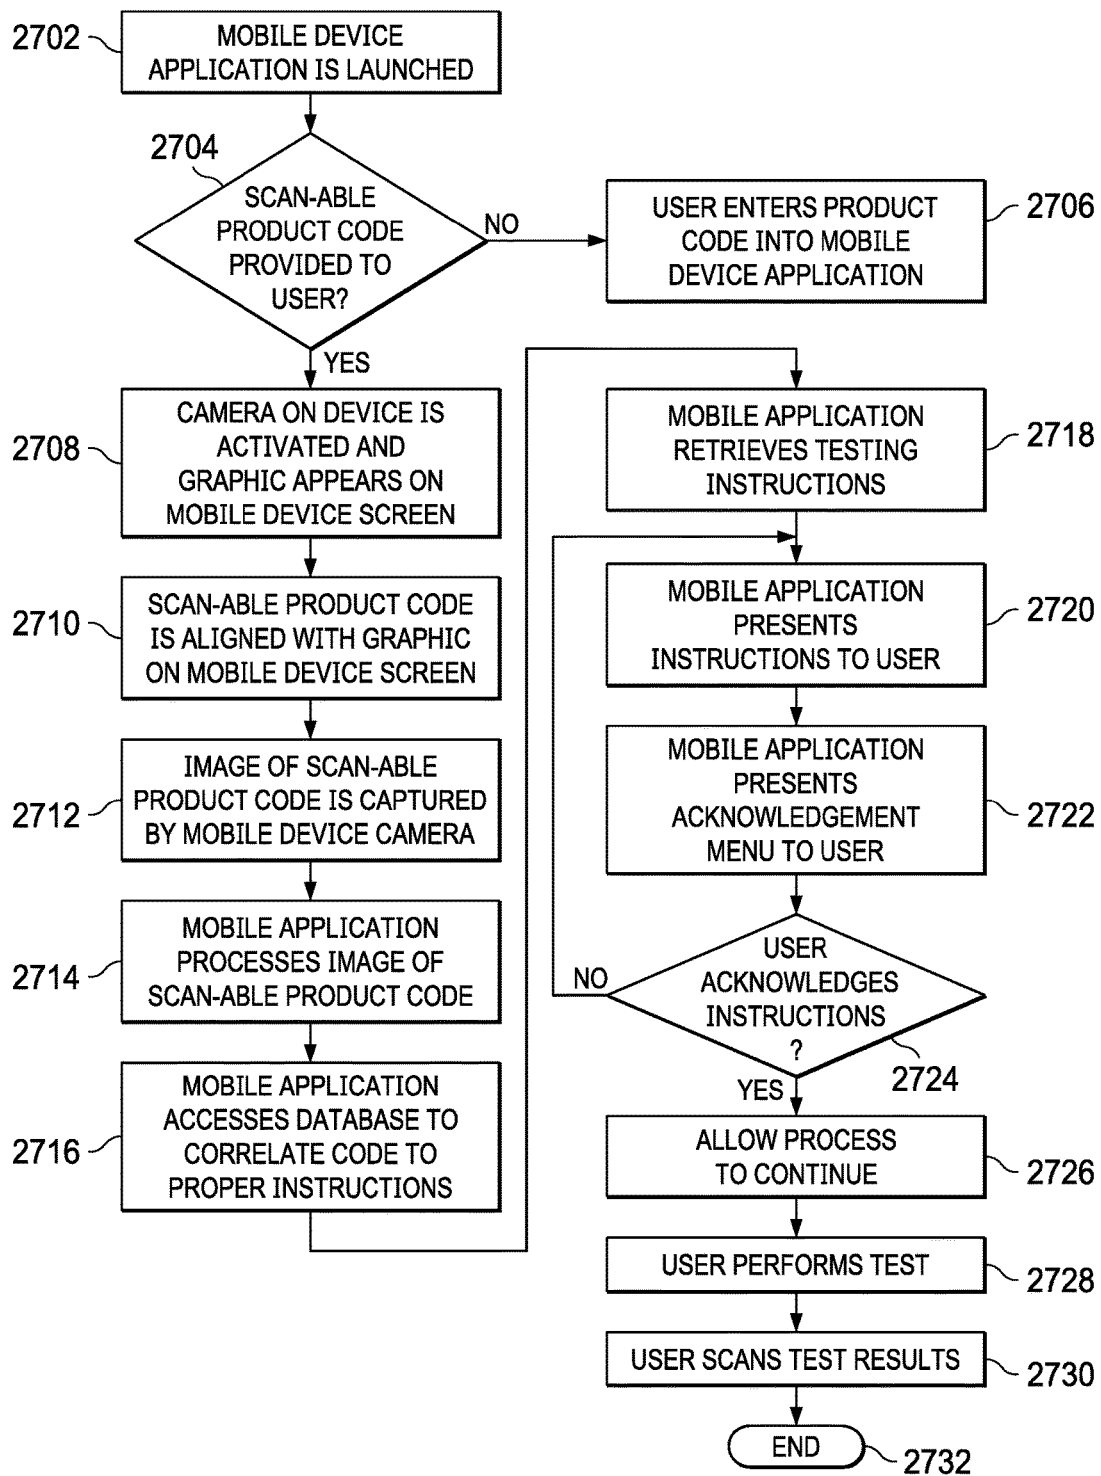 2702
MOBILE DEVICE
APPLICATION IS LAUNCHED
2704
SCAN-ABLE
PRODUCT CODE
PROVIDED TO
USER?
NO
USER ENTERS PRODUCT
CODE INTO MOBILE
DEVICE APPLICATION
2706
YES
2708
CAMERA ON DEVICE IS
ACTIVATED AND
GRAPHIC APPEARS ON
MOBILE DEVICE SCREEN
2710
SCAN-ABLE PRODUCT CODE
IS ALIGNED WITH GRAPHIC
ON MOBILE DEVICE SCREEN
2712
IMAGE OF SCAN-ABLE
PRODUCT CODE IS CAPTURED
BY MOBILE DEVICE CAMERA
2714
MOBILE APPLICATION
PROCESSES IMAGE OF
SCAN-ABLE PRODUCT CODE
2716
MOBILE APPLICATION
ACCESSES DATABASE TO
CORRELATE CODE TO
PROPER INSTRUCTIONS
MOBILE APPLICATION
RETRIEVES TESTING
INSTRUCTIONS
2718
MOBILE APPLICATION
PRESENTS
INSTRUCTIONS TO USER
2720
MOBILE APPLICATION
PRESENTS
ACKNOWLEDGEMENT
MENU TO USER
2722
NO
USER
ACKNOWLEDGES
INSTRUCTIONS
?
2724
YES
ALLOW PROCESS
TO CONTINUE
2726
USER PERFORMS TEST
2728
USER SCANS TEST RESULTS
2730
END
2732